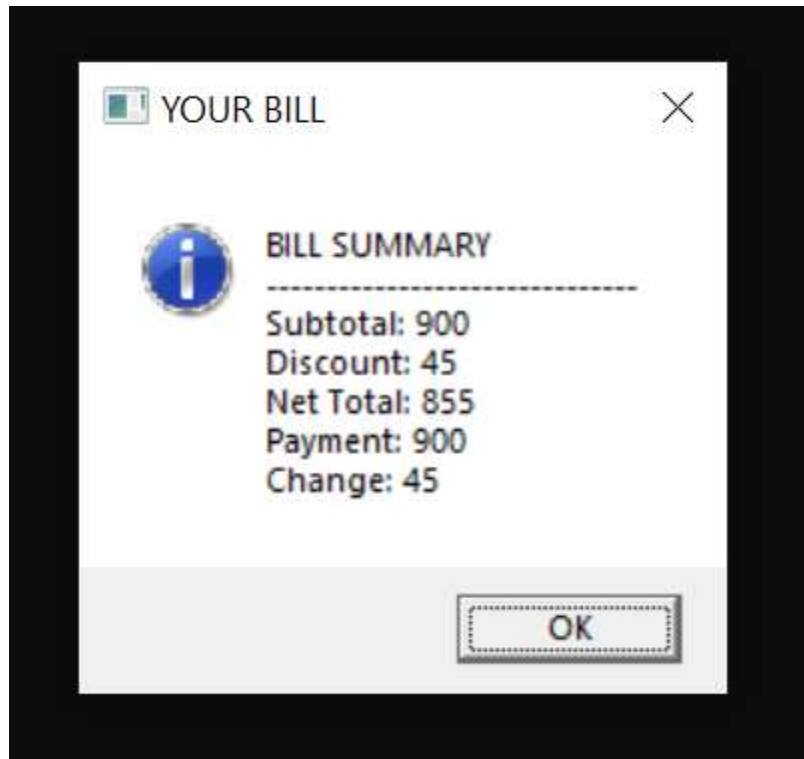 YOUR BILL
BILL SUMMARY
-------------------------------
Subtotal: 900
Discount: 45
Net Total: 855
Payment: 900
Change: 45
OK